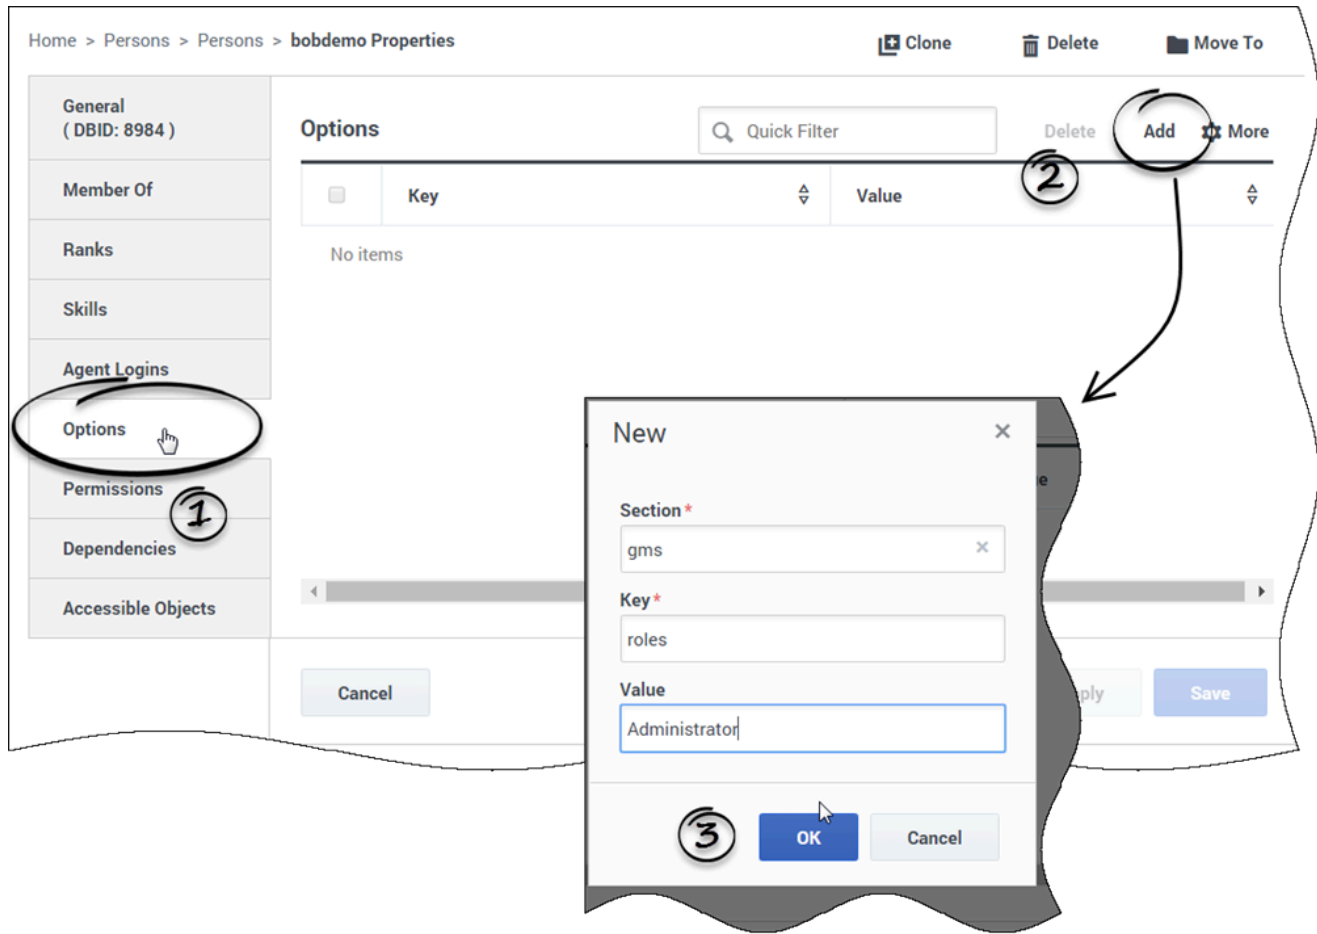 Home > Persons > Persons > bobdemo Properties
Clone
Delete
Move To
General
( DBID: 8984 )
Member Of
Ranks
Skills
Agent Logins
Options
Permissions
Dependencies
Accessible Objects
1
Options
Quick Filter
Delete
Add
More
2
Key
Value
No items
Cancel
ply
Save
New
Section*
gms
Key*
roles
Value
Administrator
3
OK
Cancel
e